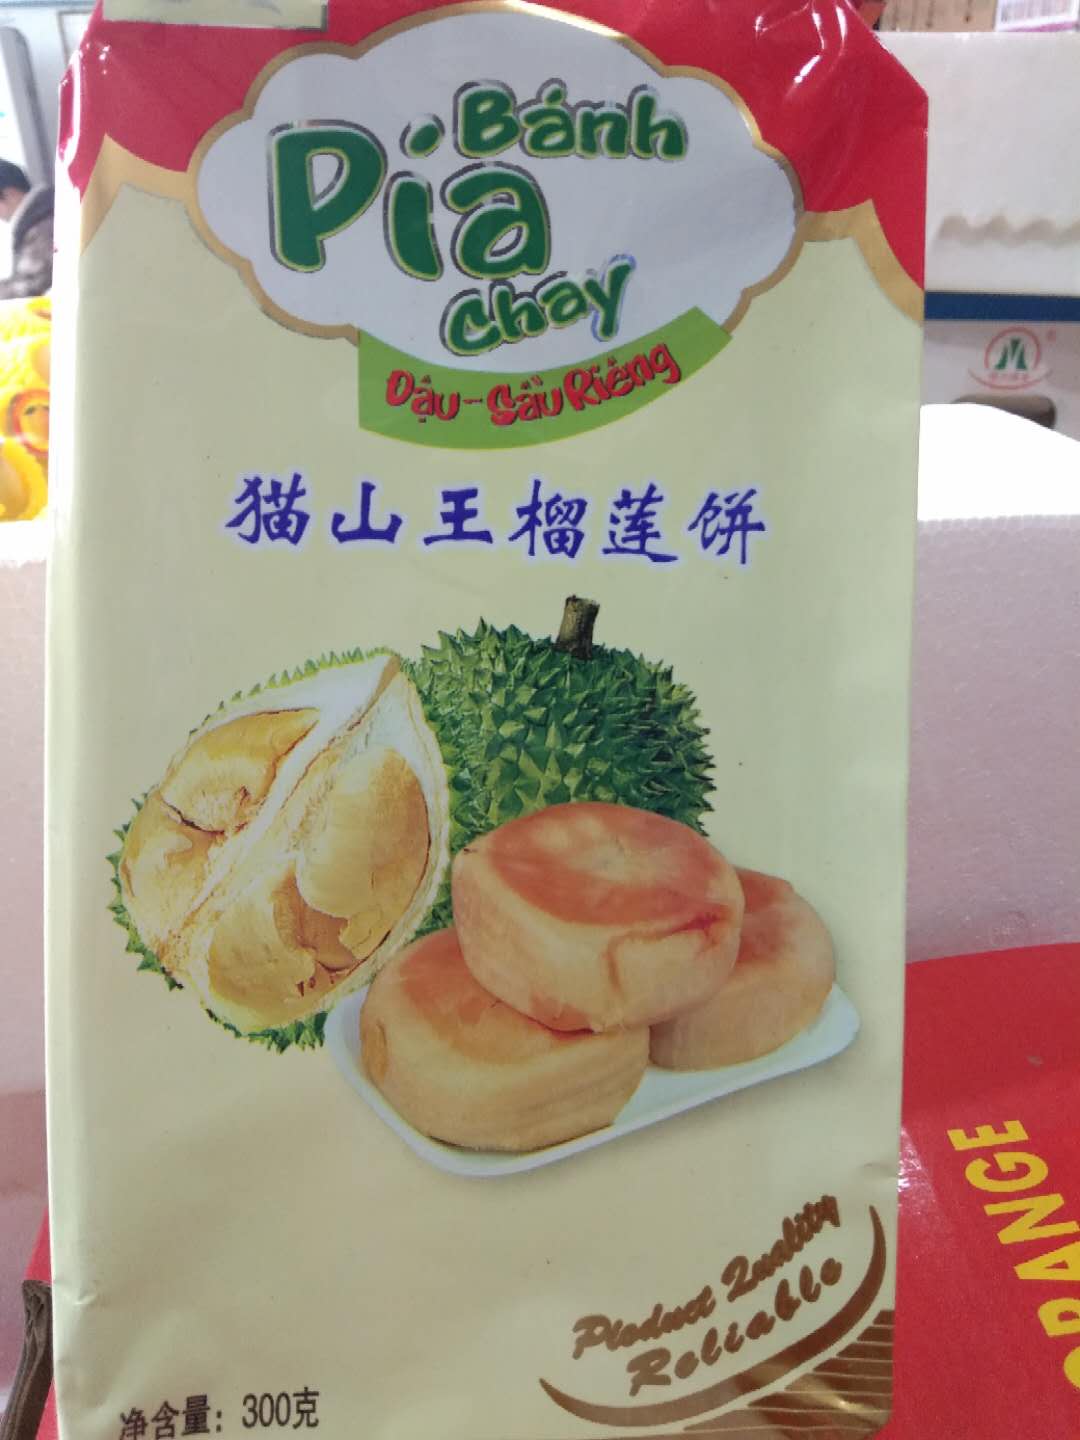 Bánh
Pía
chay
Đậu-Sầu Riêng
猫山王榴莲饼
Product Quality
Reliable
净含量：300克
ORANGE